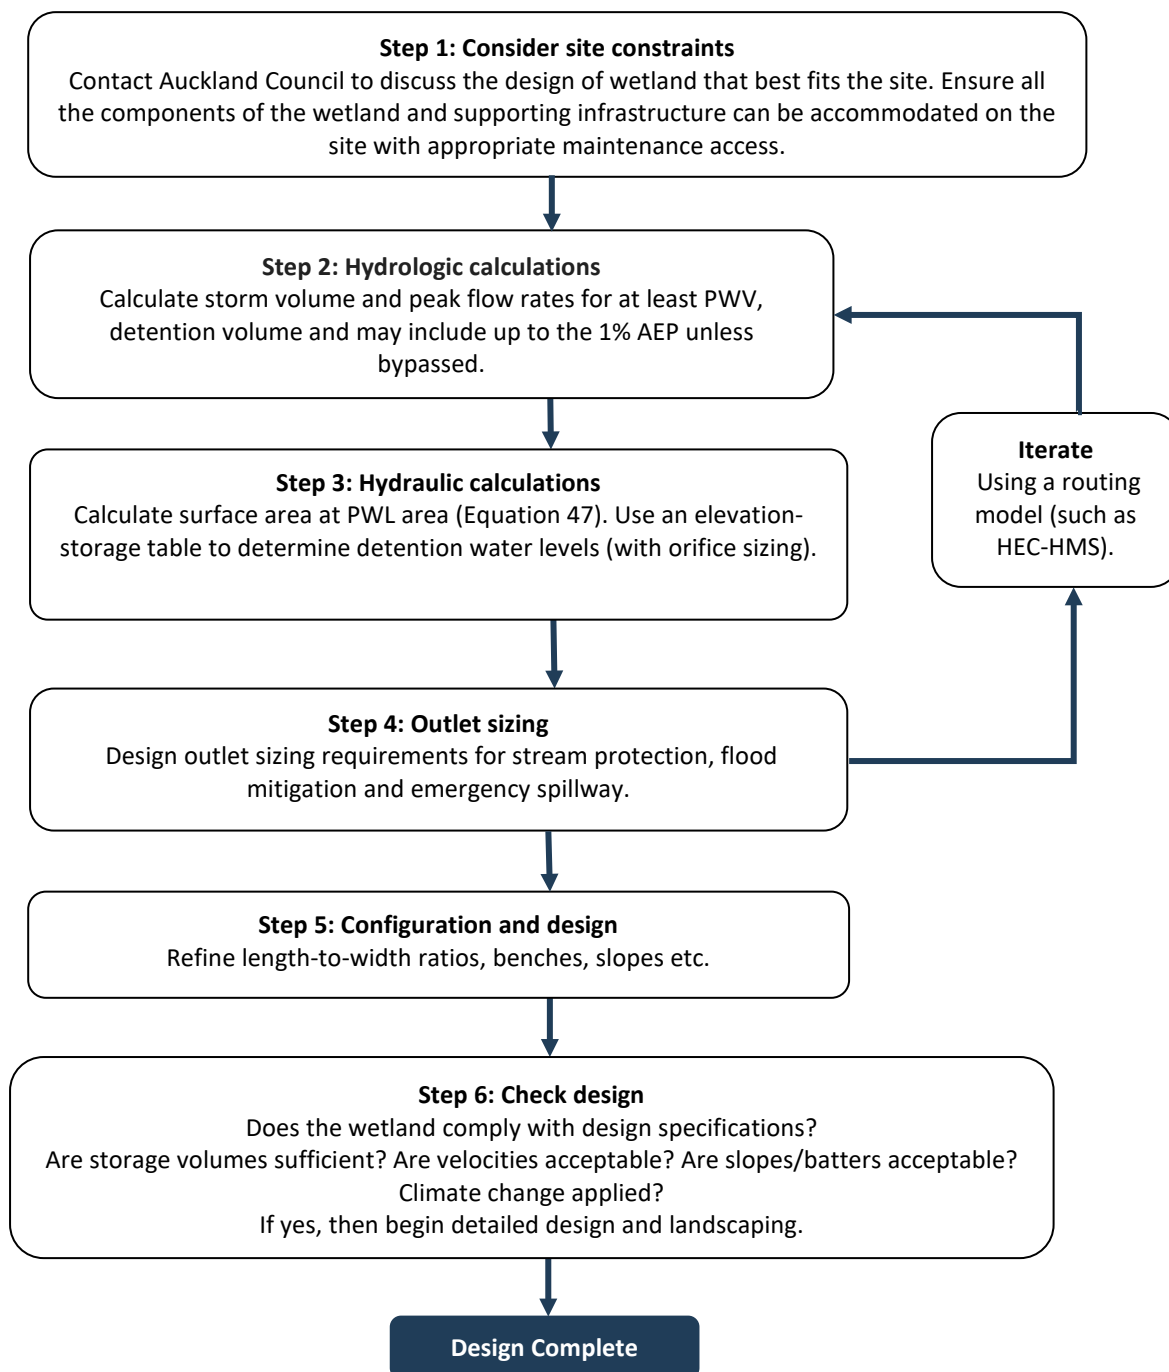 Step 1: Consider site constraints
Contact Auckland Council to discuss the design of wetland that best fits the site. Ensure all
the components of the wetland and supporting infrastructure can be accommodated on the
site with appropriate maintenance access.
Step 2: Hydrologic calculations
Calculate storm volume and peak flow rates for at least PWV,
detention volume and may include up to the 1% AEP unless
bypassed.
Step 3: Hydraulic calculations
Calculate surface area at PWL area (Equation 47). Use an elevation-
storage table to determine detention water levels (with orifice sizing).
Iterate
Using a routing
model (such as
HEC-HMS).
Step 4: Outlet sizing
Design outlet sizing requirements for stream protection, flood
mitigation and emergency spillway.
Step 5: Configuration and design
Refine length-to-width ratios, benches, slopes etc.
Step 6: Check design
Does the wetland comply with design specifications?
Are storage volumes sufficient? Are velocities acceptable? Are slopes/batters acceptable?
Climate change applied?
If yes, then begin detailed design and landscaping.
Design Complete